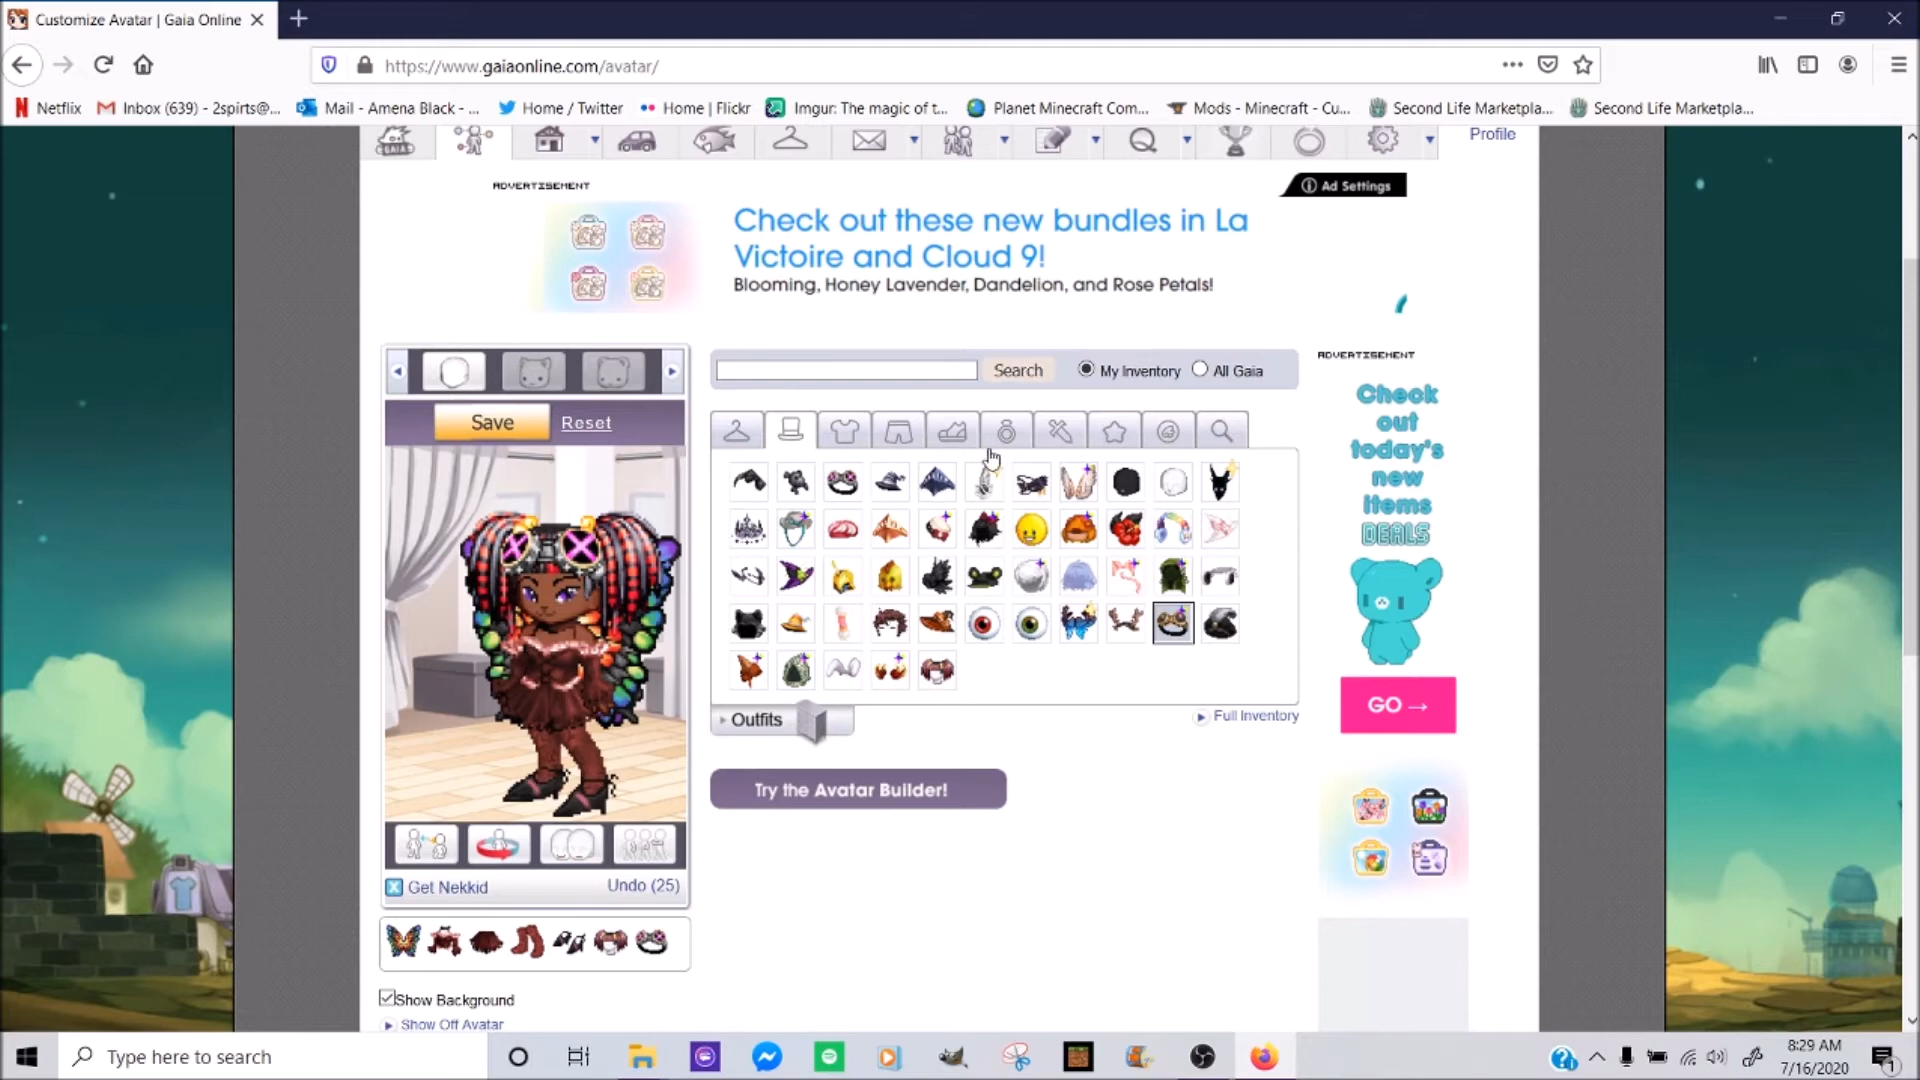 Customize Avatar | Gaia Online
https://www.gaiaonline.com/avatar/
Netflix
Inbox (639) - 2spirts@...
Mail - Amena Black - ...
Home / Twitter
Home | Flickr
Imgur: The magic of t...
Planet Minecraft Com...
Mods - Minecraft - Cu...
Second Life Marketpla...
Second Life Marketpla...
GAIA
Profile
ADVERTISEMENT
Ad Settings
Check out these new bundles in La
Victoire and Cloud 9!
Blooming, Honey Lavender, Dandelion, and Rose Petals!
Search
My Inventory
All Gaia
ADVERTISEMENT
Check
out
today's
new
items
DEALS
GO →
Save
Reset
Outfits
Full Inventory
Try the Avatar Builder!
Get Nekkid
Undo (25)
Show Background
Show Off Avatar
Type here to search
8:29 AM
7/16/2020
1